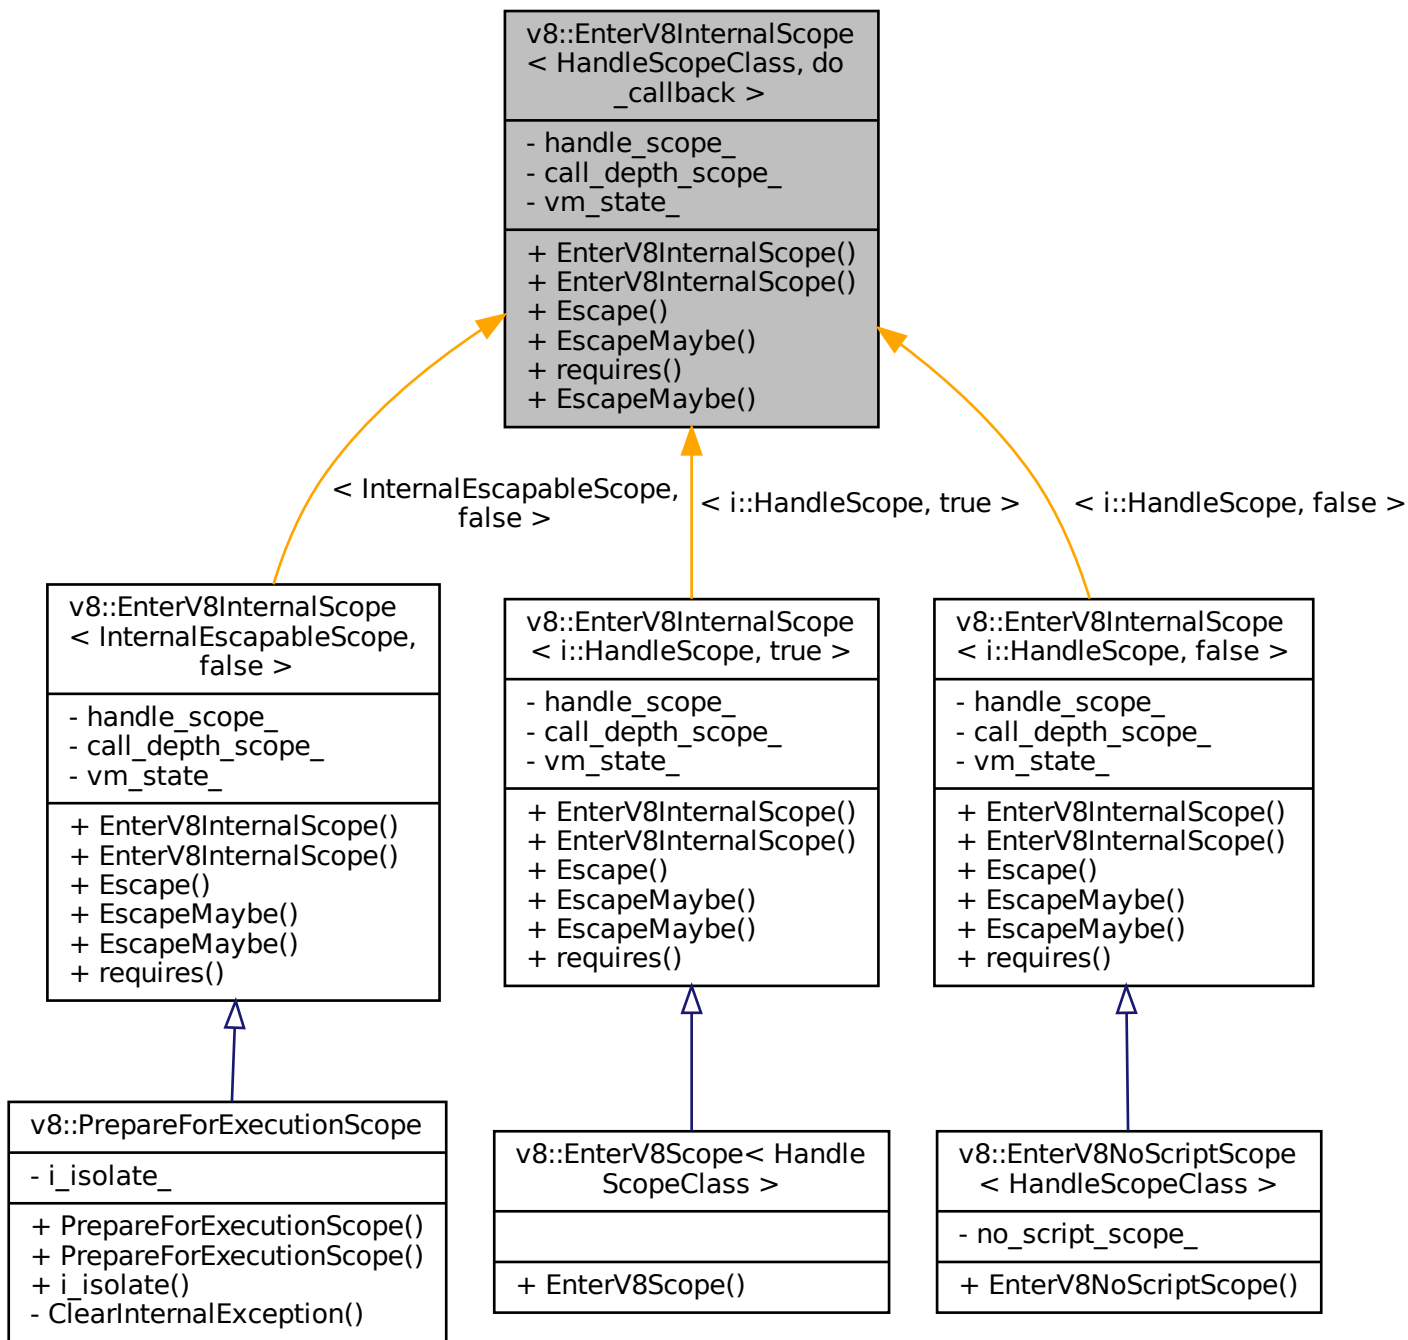 v8::EnterV8InternalScope
< HandleScopeClass, do
_callback >
- handle_scope_
- call_depth_scope_
- vm_state_
+ EnterV8InternalScope()
+ EnterV8InternalScope()
+ Escape()
+ EscapeMaybe()
+ requires()
+ EscapeMaybe()
< InternalEscapableScope,
false >
< i::HandleScope, true >
< i::HandleScope, false >
v8::EnterV8InternalScope
< InternalEscapableScope,
false >
- handle_scope_
- call_depth_scope_
- vm_state_
+ EnterV8InternalScope()
+ EnterV8InternalScope()
+ Escape()
+ EscapeMaybe()
+ EscapeMaybe()
+ requires()
v8::EnterV8InternalScope
< i::HandleScope, true >
- handle_scope_
- call_depth_scope_
- vm_state_
+ EnterV8InternalScope()
+ EnterV8InternalScope()
+ Escape()
+ EscapeMaybe()
+ EscapeMaybe()
+ requires()
v8::EnterV8InternalScope
< i::HandleScope, false >
- handle_scope_
- call_depth_scope_
- vm_state_
+ EnterV8InternalScope()
+ EnterV8InternalScope()
+ Escape()
+ EscapeMaybe()
+ EscapeMaybe()
+ requires()
v8::PrepareForExecutionScope
- i_isolate_
+ PrepareForExecutionScope()
+ PrepareForExecutionScope()
+ i_isolate()
- ClearInternalException()
v8::EnterV8Scope< Handle
ScopeClass >
+ EnterV8Scope()
v8::EnterV8NoScriptScope
< HandleScopeClass >
- no_script_scope_
+ EnterV8NoScriptScope()